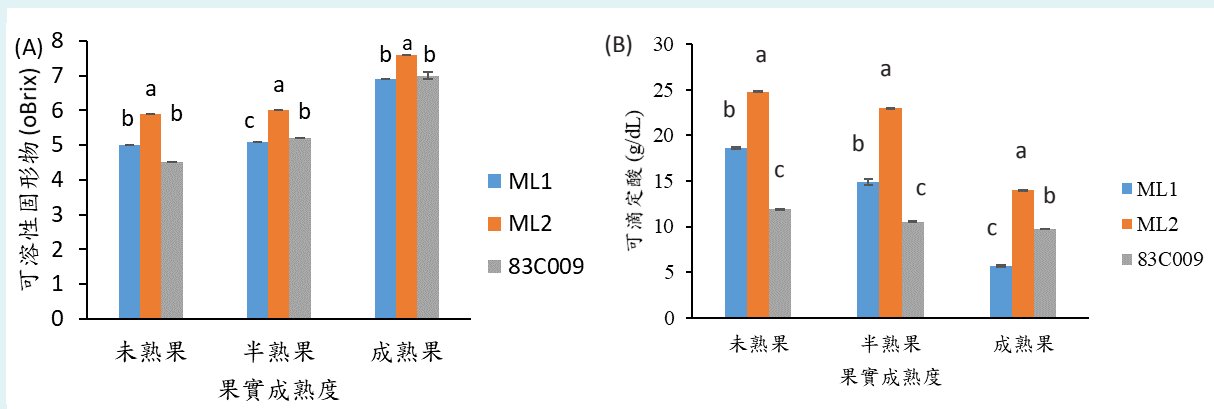 (A)
可溶性固形物 (oBrix)
8
7
6
5
4
3
2
1
0
b a b
c a b
b a b
未熟果 半熟果 成熟果
果實成熟度
ML1
ML2
83C009
(B)
可滴定酸 (g/dL)
30
25
20
15
10
5
0
b a c
b a c
c a b
未熟果 半熟果 成熟果
果實成熟度
ML1
ML2
83C009